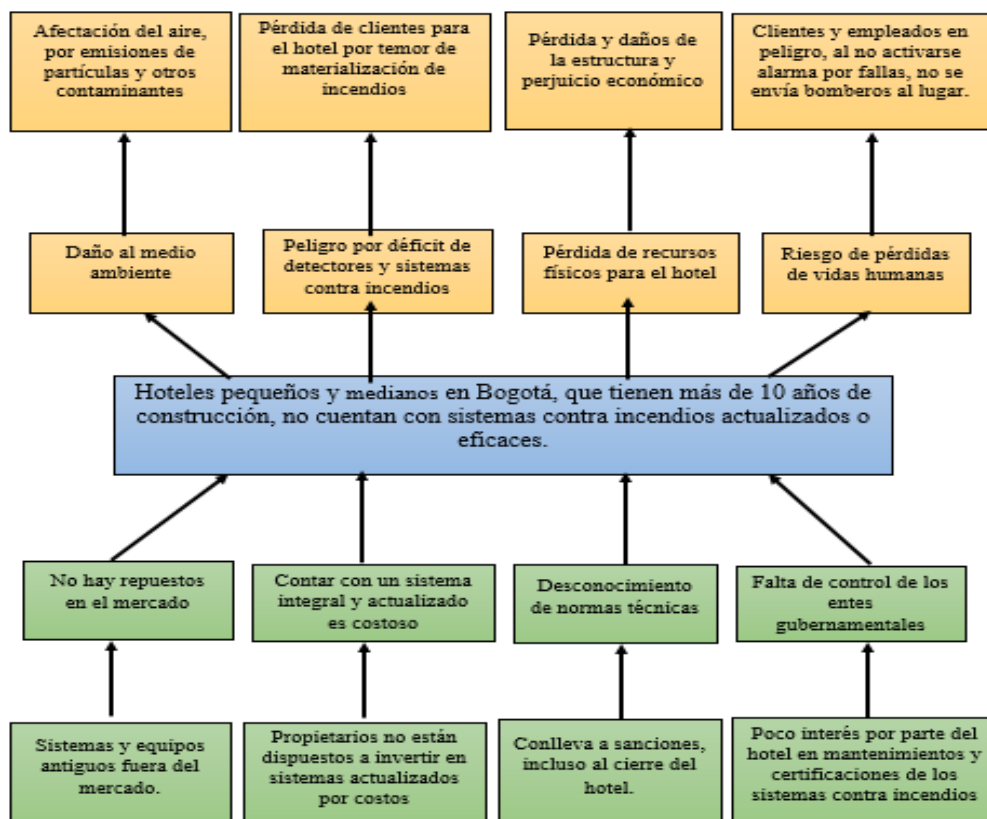 Afectación del aire,
por emisiones de
partículas y otros
contaminantes
Pérdida de clientes para
el hotel por temor de
materialización de
incendios
Pérdida y daños de
la estructura y
perjuicio económico
Clientes y empleados en
peligro, al no activarse
alarma por fallas, no se
envía bomberos al lugar.
Daño al medio
ambiente
Peligro por déficit de
detectores y sistemas
contra incendios
Pérdida de recursos
físicos para el hotel
Riesgo de pérdidas
de vidas humanas
Hoteles pequeños y medianos en Bogotá, que tienen más de 10 años de
construcción, no cuentan con sistemas contra incendios actualizados o
eficaces.
No hay repuestos
en el mercado
Contar con un sistema
integral y actualizado
es costoso
Desconocimiento
de normas técnicas
Falta de control de los
entes
gubernamentales
Sistemas y equipos
antiguos fuera del
mercado.
Propietarios no están
dispuestos a invertir en
sistemas actualizados
por costos
Conlleva a sanciones,
incluso al cierre del
hotel.
Poco interés por parte del
hotel en mantenimientos y
certificaciones de los
sistemas contra incendios